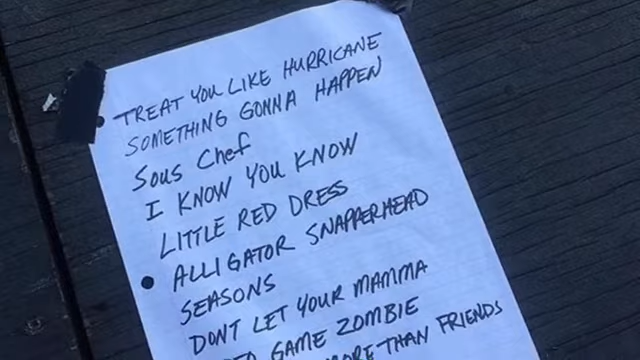 TREAT YOU LIKE HURRICANE
SOMETHING GONNA HAPPEN
Sous Chef
I KNOW YOU KNOW
LITTLE RED DRESS
ALLIGATOR SNAPPERHEAD
SEASONS
DONT LET YOUR MAMMA
GAME ZOMBIE
MORE THAN FRIENDS